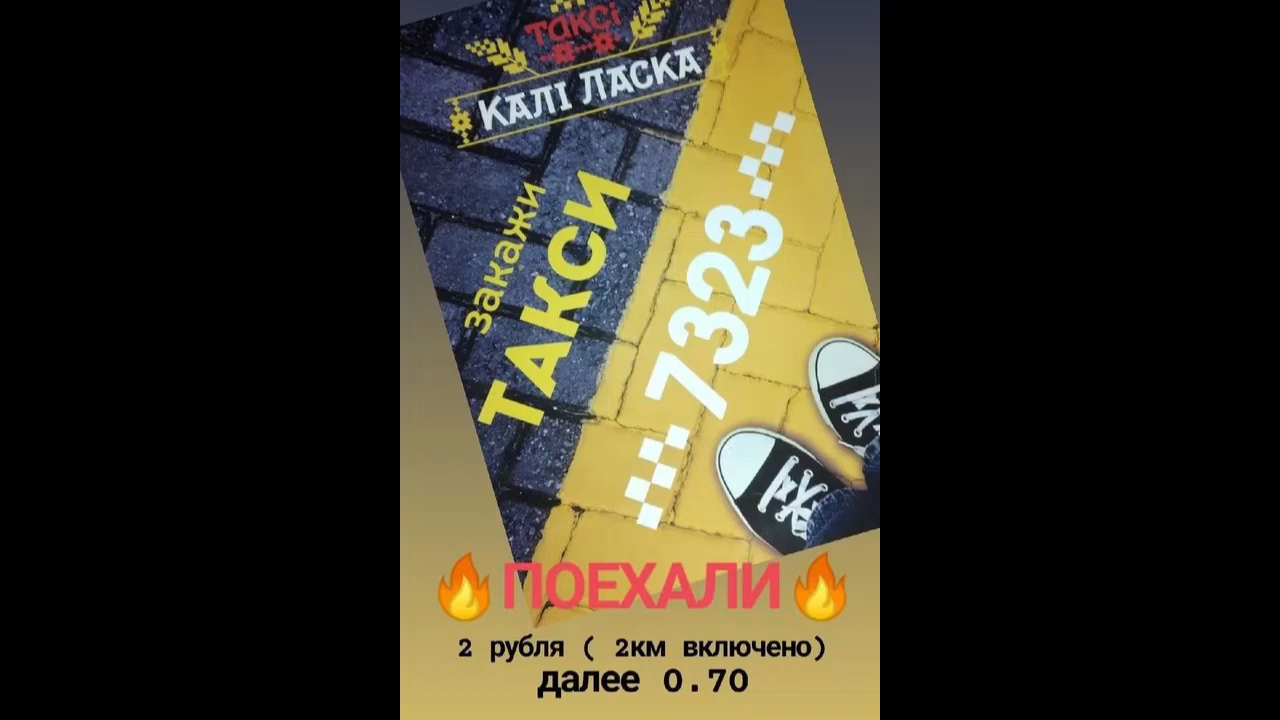 таксі
КАЛІ ЛАСКА
закажи
ТАКСИ
7323
🔥ПОЕХАЛИ🔥
2 рубля ( 2км включено)
далее 0.70